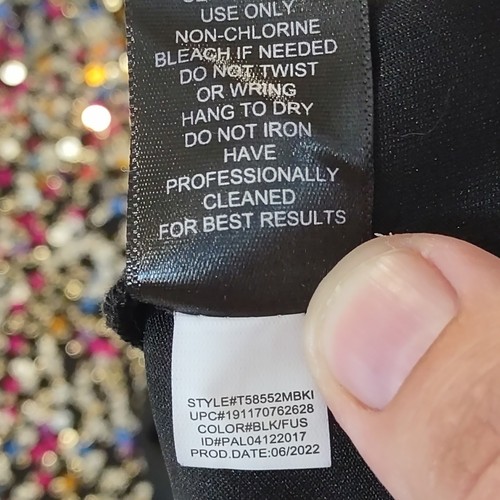 USE ONLY
NON-CHLORINE
BLEACH IF NEEDED
DO NOT TWIST
OR WRING
HANG TO DRY
DO NOT IRON
HAVE
PROFESSIONALLY
CLEANED
FOR BEST RESULTS
STYLE#T58552MBKI
UPC#191170762628
COLOR#BLK/FUS
ID#PAL04122017
PROD.DATE:06/2022